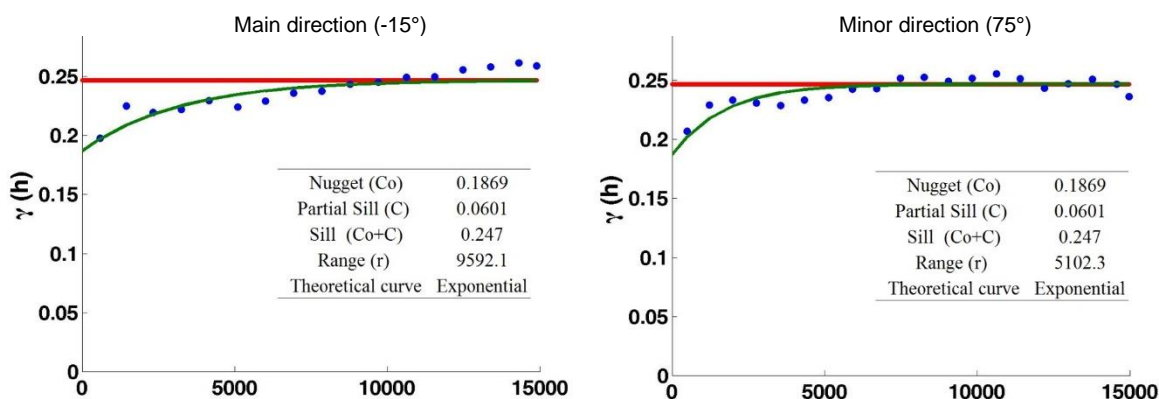 Main direction (-15°)
γ (h)
0.25
0.2
0.15
0.1
0.05
0
0 5000 10000 15000
Nugget (Co) 0.1869
Partial Sill (C) 0.0601
Sill (Co+C) 0.247
Range (r) 9592.1
Theoretical curve Exponential
Minor direction (75°)
γ (h)
0.25
0.2
0.15
0.1
0.05
0
0 5000 10000 15000
Nugget (Co) 0.1869
Partial Sill (C) 0.0601
Sill (Co+C) 0.247
Range (r) 5102.3
Theoretical curve Exponential